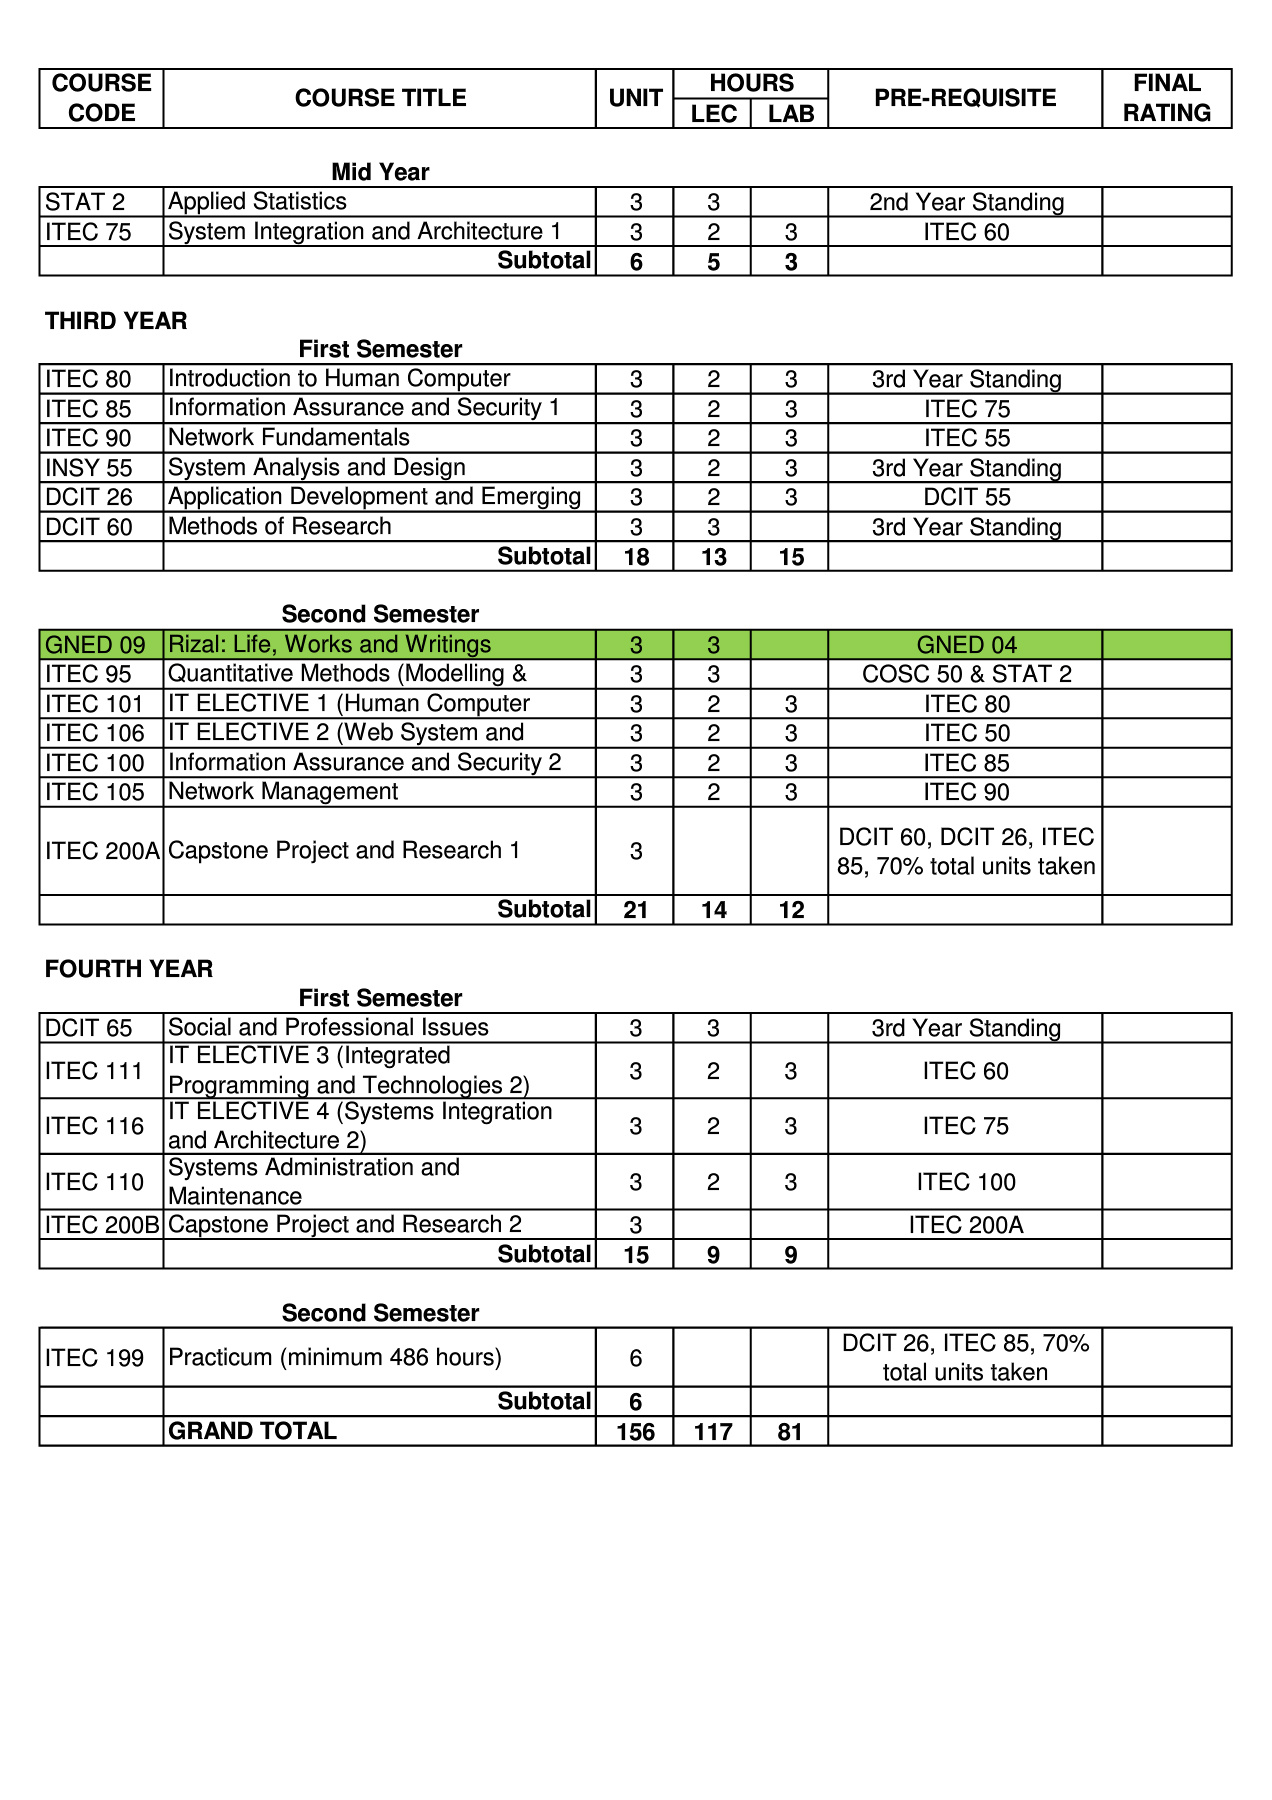 COURSE CODE COURSE TITLE UNIT HOURS LEC LAB PRE-REQUISITE FINAL RATING
Mid Year
STAT 2 Applied Statistics 3 3 2nd Year Standing
ITEC 75 System Integration and Architecture 1 3 2 3 ITEC 60
Subtotal 6 5 3
THIRD YEAR
First Semester
ITEC 80 Introduction to Human Computer 3 2 3 3rd Year Standing
ITEC 85 Information Assurance and Security 1 3 2 3 ITEC 75
ITEC 90 Network Fundamentals 3 2 3 ITEC 55
INSY 55 System Analysis and Design 3 2 3 3rd Year Standing
DCIT 26 Application Development and Emerging 3 2 3 DCIT 55
DCIT 60 Methods of Research 3 3 3rd Year Standing
Subtotal 18 13 15
Second Semester
GNED 09 Rizal: Life, Works and Writings 3 3 GNED 04
ITEC 95 Quantitative Methods (Modelling & 3 3 COSC 50 & STAT 2
ITEC 101 IT ELECTIVE 1 (Human Computer 3 2 3 ITEC 80
ITEC 106 IT ELECTIVE 2 (Web System and 3 2 3 ITEC 50
ITEC 100 Information Assurance and Security 2 3 2 3 ITEC 85
ITEC 105 Network Management 3 2 3 ITEC 90
ITEC 200A Capstone Project and Research 1 3 DCIT 60, DCIT 26, ITEC
85, 70% total units taken
Subtotal 21 14 12
FOURTH YEAR
First Semester
DCIT 65 Social and Professional Issues 3 3 3rd Year Standing
ITEC 111 IT ELECTIVE 3 (Integrated
Programming and Technologies 2) 3 2 3 ITEC 60
ITEC 116 IT ELECTIVE 4 (Systems Integration
and Architecture 2) 3 2 3 ITEC 75
ITEC 110 Systems Administration and
Maintenance 3 2 3 ITEC 100
ITEC 200B Capstone Project and Research 2 3 ITEC 200A
Subtotal 15 9 9
Second Semester
ITEC 199 Practicum (minimum 486 hours) 6 DCIT 26, ITEC 85, 70%
total units taken
Subtotal 6
GRAND TOTAL 156 117 81